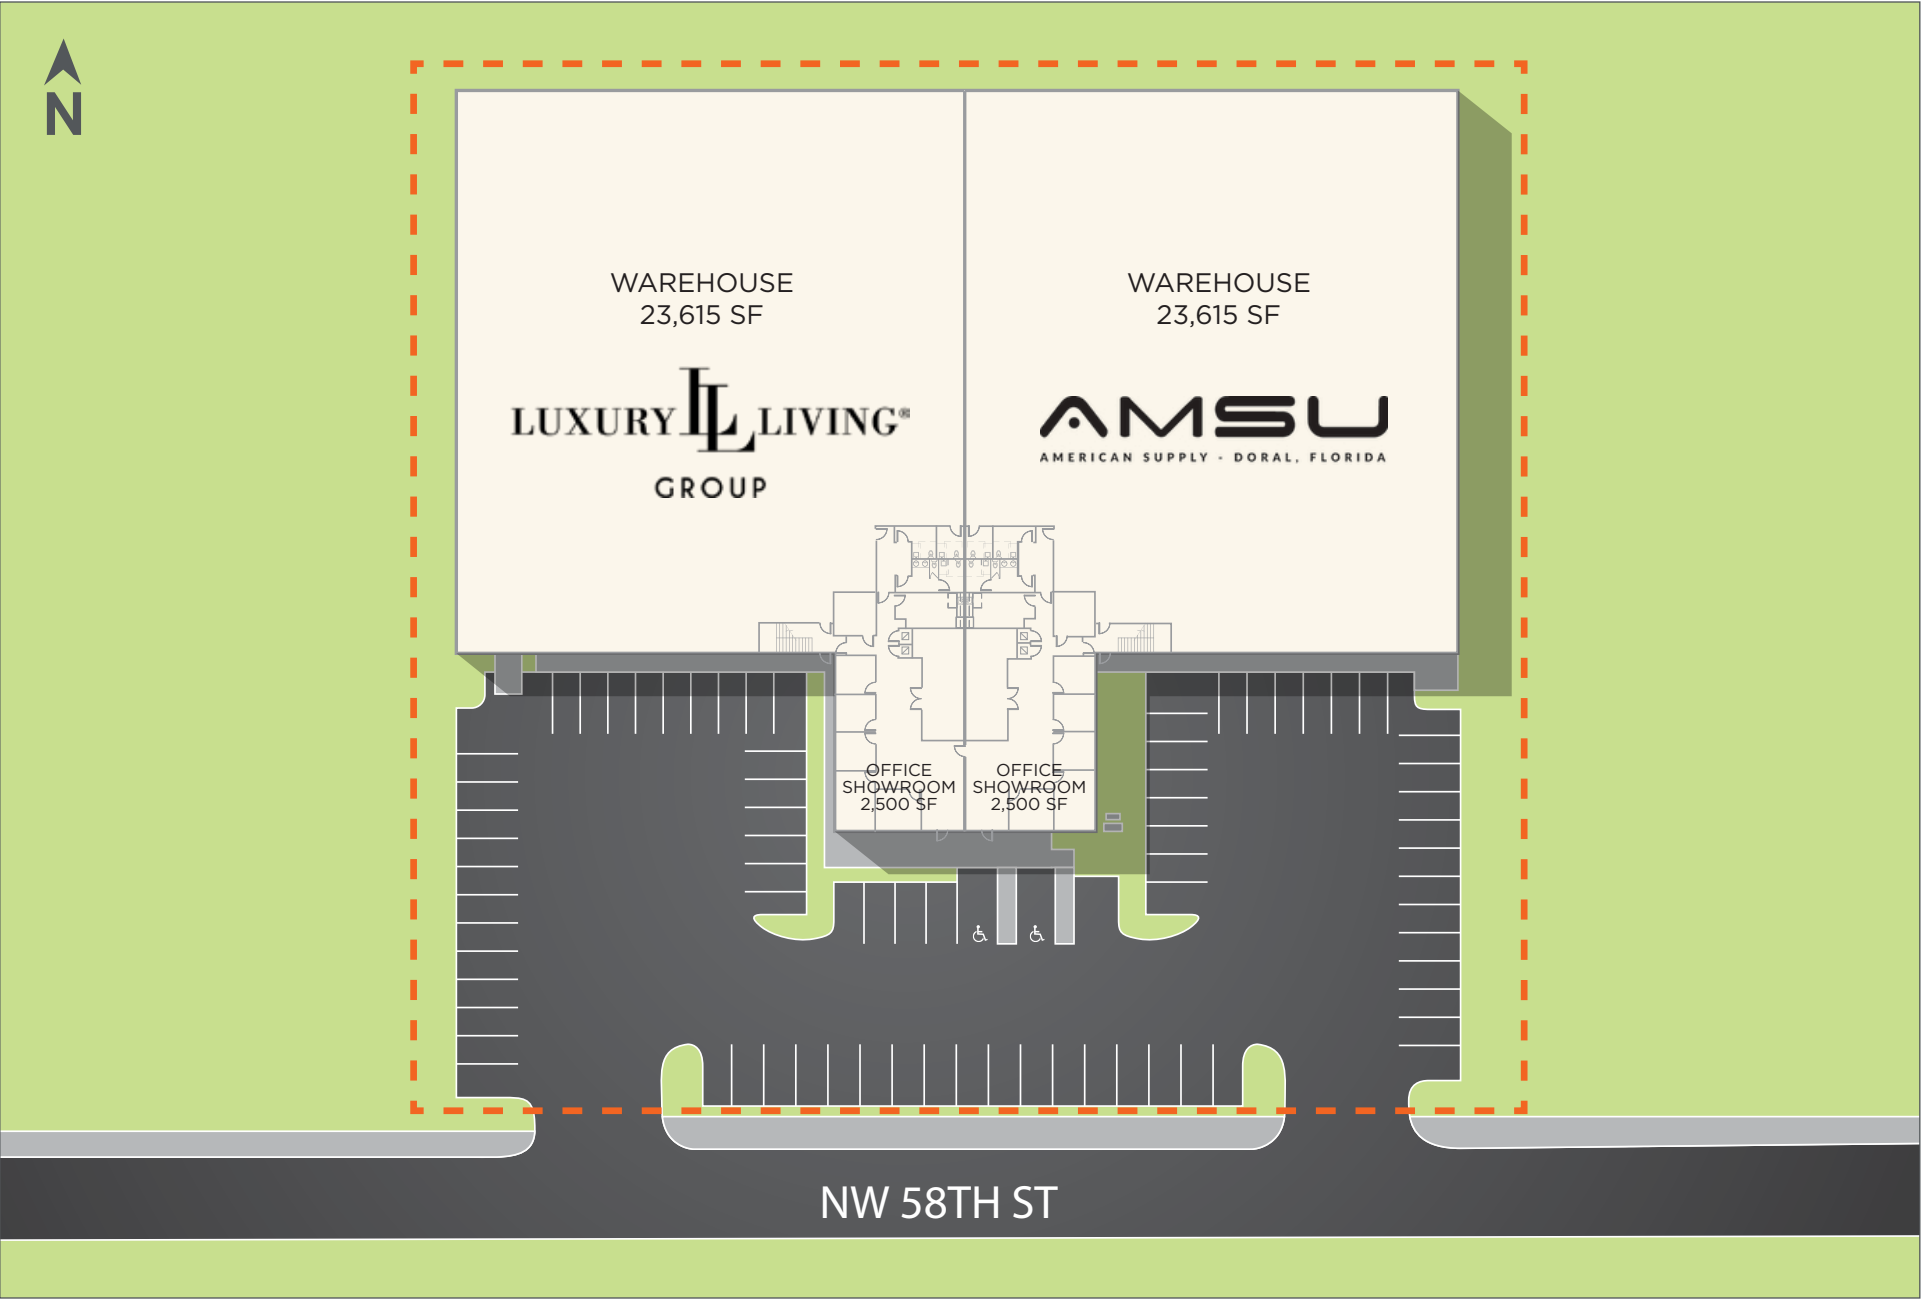 N
WAREHOUSE
23,615 SF
LUXURY LL LIVING®
GROUP
WAREHOUSE
23,615 SF
AMSU
AMERICAN SUPPLY - DORAL, FLORIDA
OFFICE
SHOWROOM
2,500 SF
OFFICE
SHOWROOM
2,500 SF
NW 58TH ST